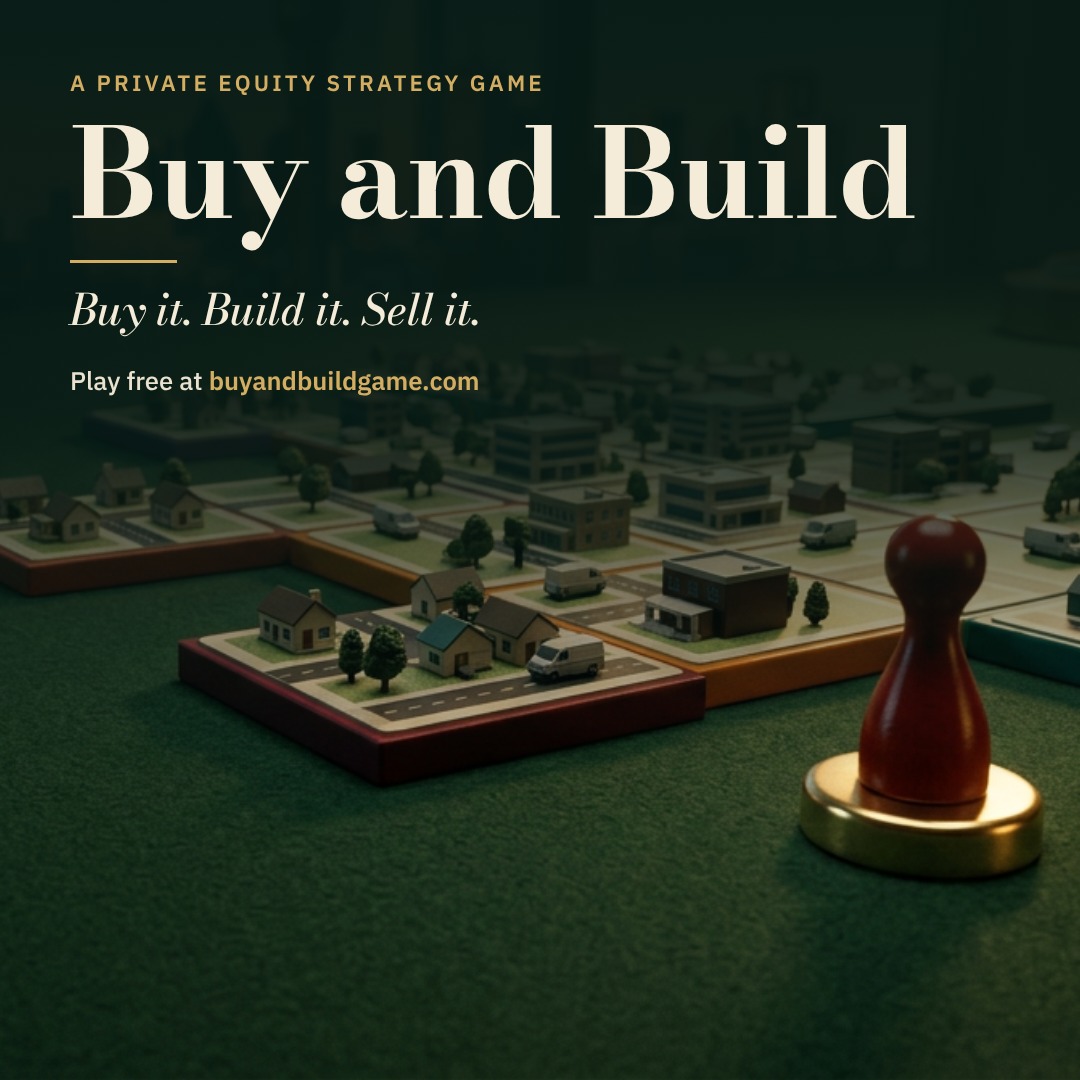 A PRIVATE EQUITY STRATEGY GAME
Buy and Build
Buy it. Build it. Sell it.
Play free at buyandbuildgame.com